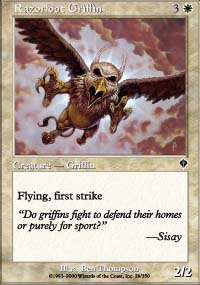 Razorfoot Griffin 3
Creature — Griffin
Flying, first strike
"Do griffins fight to defend their homes
or purely for sport?"
—Sisay
Illus. Ben Thompson
©1993-2000 Wizards of the Coast, Inc. 28/350
2/2